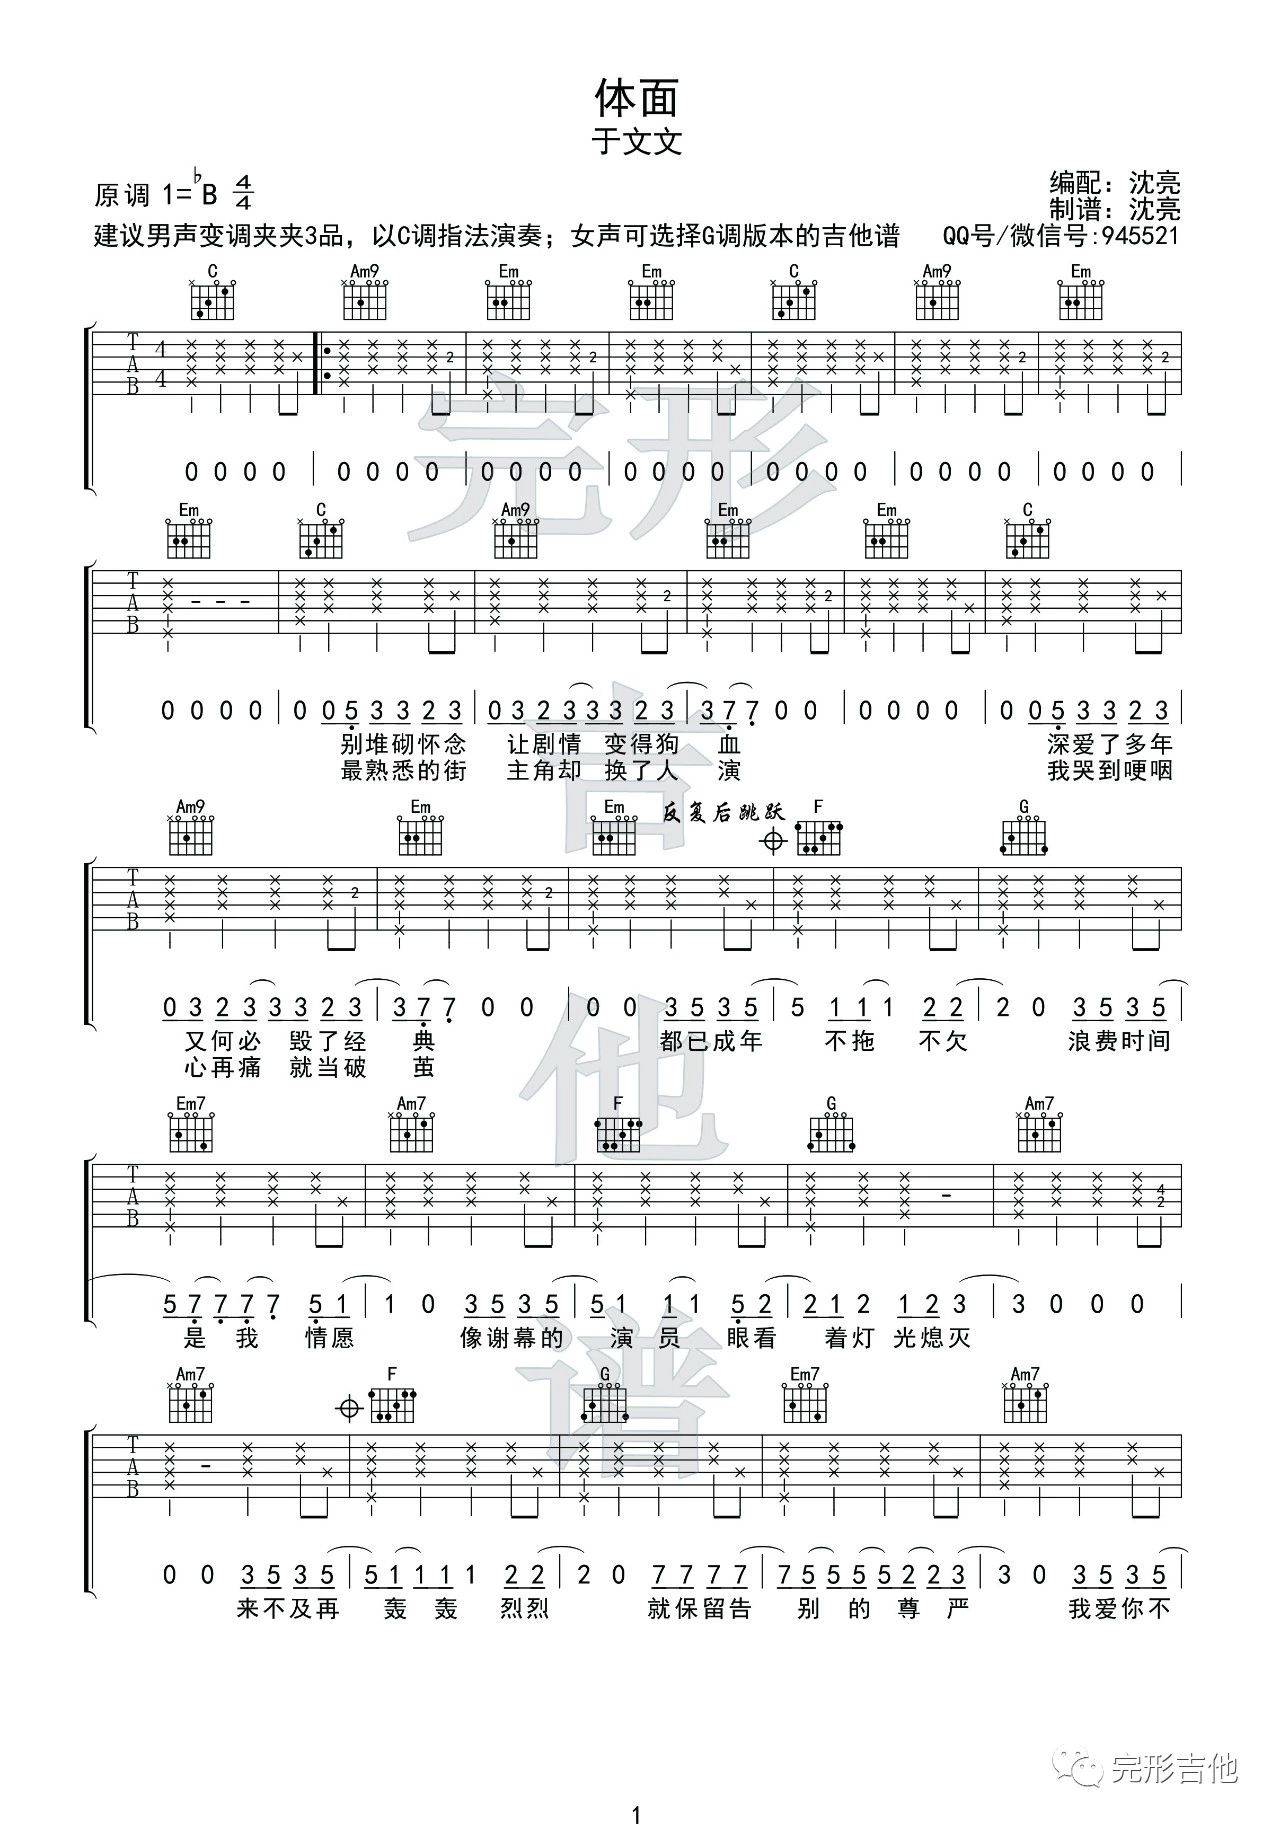 体面
于文文
原调 1=♭B 4/4
编配：沈亮
制谱：沈亮
建议男声变调夹夹3品，以C调指法演奏；女声可选择G调版本的吉他谱 QQ号/微信号:945521
C Am9 Em Em C Am9 Em
T A B 4 4 2 2 2 2
0 0 0 0 | 0 0 0 0 | 0 0 0 0 | 0 0 0 0 | 0 0 0 0 | 0 0 0 0 | 0 0 0 0
Em C Am9 Em Em C
T A B 2 2
0 0 0 0 | 0 0 5 3 3 2 3 | 0 3 2 3 3 3 2 3 | 3 7 7 0 0 | 0 0 0 0 | 0 0 5 3 3 2 3
别堆砌怀念 让剧情 变得狗 血 深爱了多年
最熟悉的街 主角却 换了人 演 我哭到哽咽
Am9 Em Em 反复后跳跃 F G
T A B 2 2
0 3 2 3 3 3 2 3 | 3 7 7 0 0 | 0 0 3 5 3 5 | 5 1 1 1 2 2 | 2 0 3 5 3 5
又何必 毁了经 典 都已成年 不拖 不欠 浪费时间
心再痛 就当破 茧
Em7 Am7 F G Am7
T A B 4 2
5 7 7 7 7 5 1 | 1 0 3 5 3 5 | 5 1 1 1 5 2 | 2 1 2 1 2 3 | 3 0 0 0
是 我 情愿 像谢幕的 演 员 眼看 着灯 光熄灭
Am7 F G Em7 Am7
T A B
0 0 3 5 3 5 | 5 1 1 1 1 2 2 | 2 0 7 7 7 7 | 7 5 5 5 5 2 2 3 | 3 0 3 5 3 5
来不及再 轰 轰 烈烈 就保留告 别 的 尊 严 我爱你不
完形吉他谱
完形吉他
1